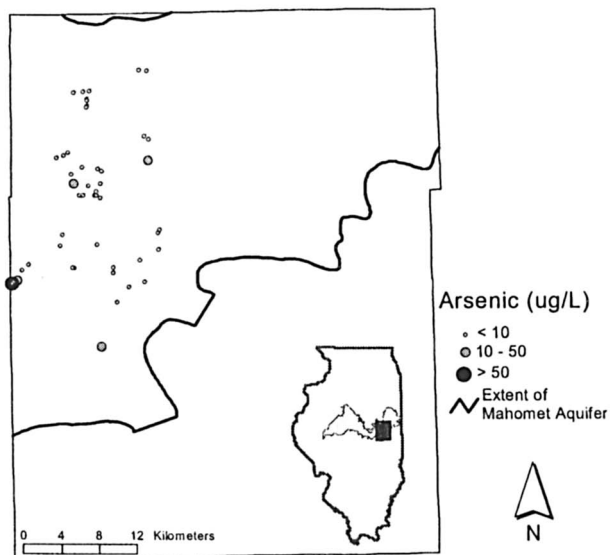 Arsenic (ug/L)
< 10
10 - 50
> 50
Extent of
Mahomet Aquifer
0 4 8 12 Kilometers
N